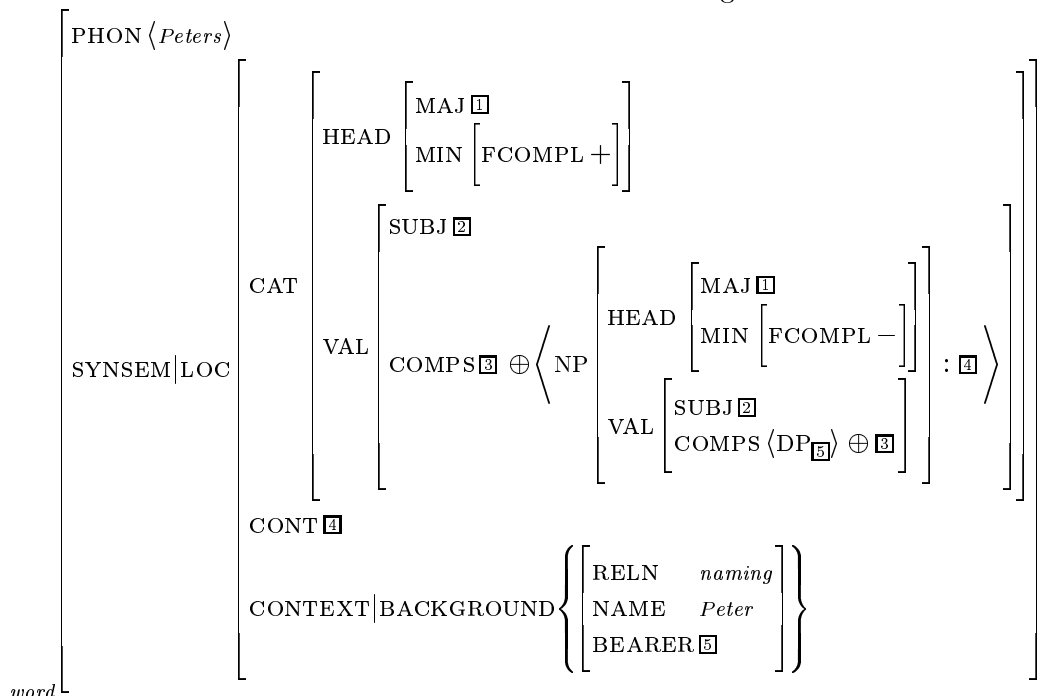 PHON ⟨Peters⟩
MAJ 1
HEAD
MIN [FCOMPL +]
SUBJ 2
MAJ 1
CAT
HEAD
MIN [FCOMPL −]
VAL
COMPS 3 ⊕ ⟨ NP : 4 ⟩
SYNSEM|LOC
SUBJ 2
VAL
COMPS ⟨DP5⟩ ⊕ 3
CONT 4
RELN naming
CONTEXT|BACKGROUND
NAME Peter
BEARER 5
word